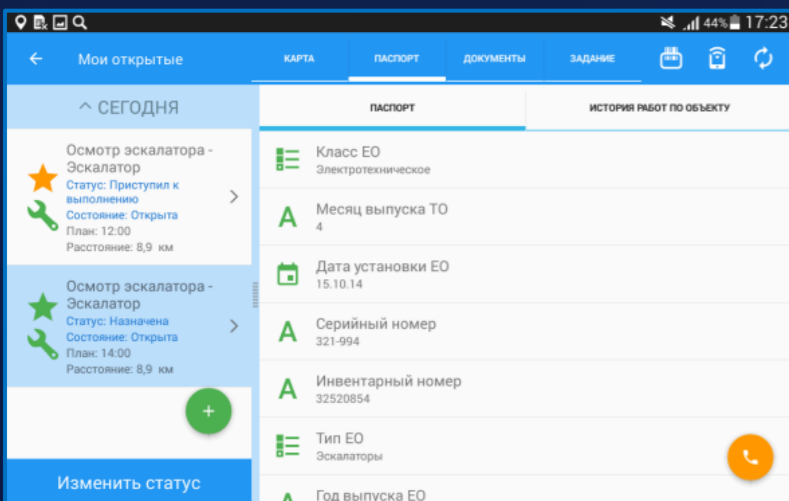 44% 17:23
Мои открытые
КАРТА ПАСПОРТ ДОКУМЕНТЫ ЗАДАНИЕ
^ СЕГОДНЯ
ПАСПОРТ ИСТОРИЯ РАБОТ ПО ОБЪЕКТУ
Осмотр эскалатора -
Эскалатор
Статус: Приступил к
выполнению
Состояние: Открыта
План: 12:00
Расстояние: 8,9 км
Осмотр эскалатора -
Эскалатор
Статус: Назначена
Состояние: Открыта
План: 14:00
Расстояние: 8,9 км
+
Изменить статус
Класс ЕО
Электротехническое
A Месяц выпуска ТО
4
Дата установки ЕО
15.10.14
A Серийный номер
321-994
A Инвентарный номер
32520854
Тип ЕО
Эскалаторы
A Год выпуска ЕО